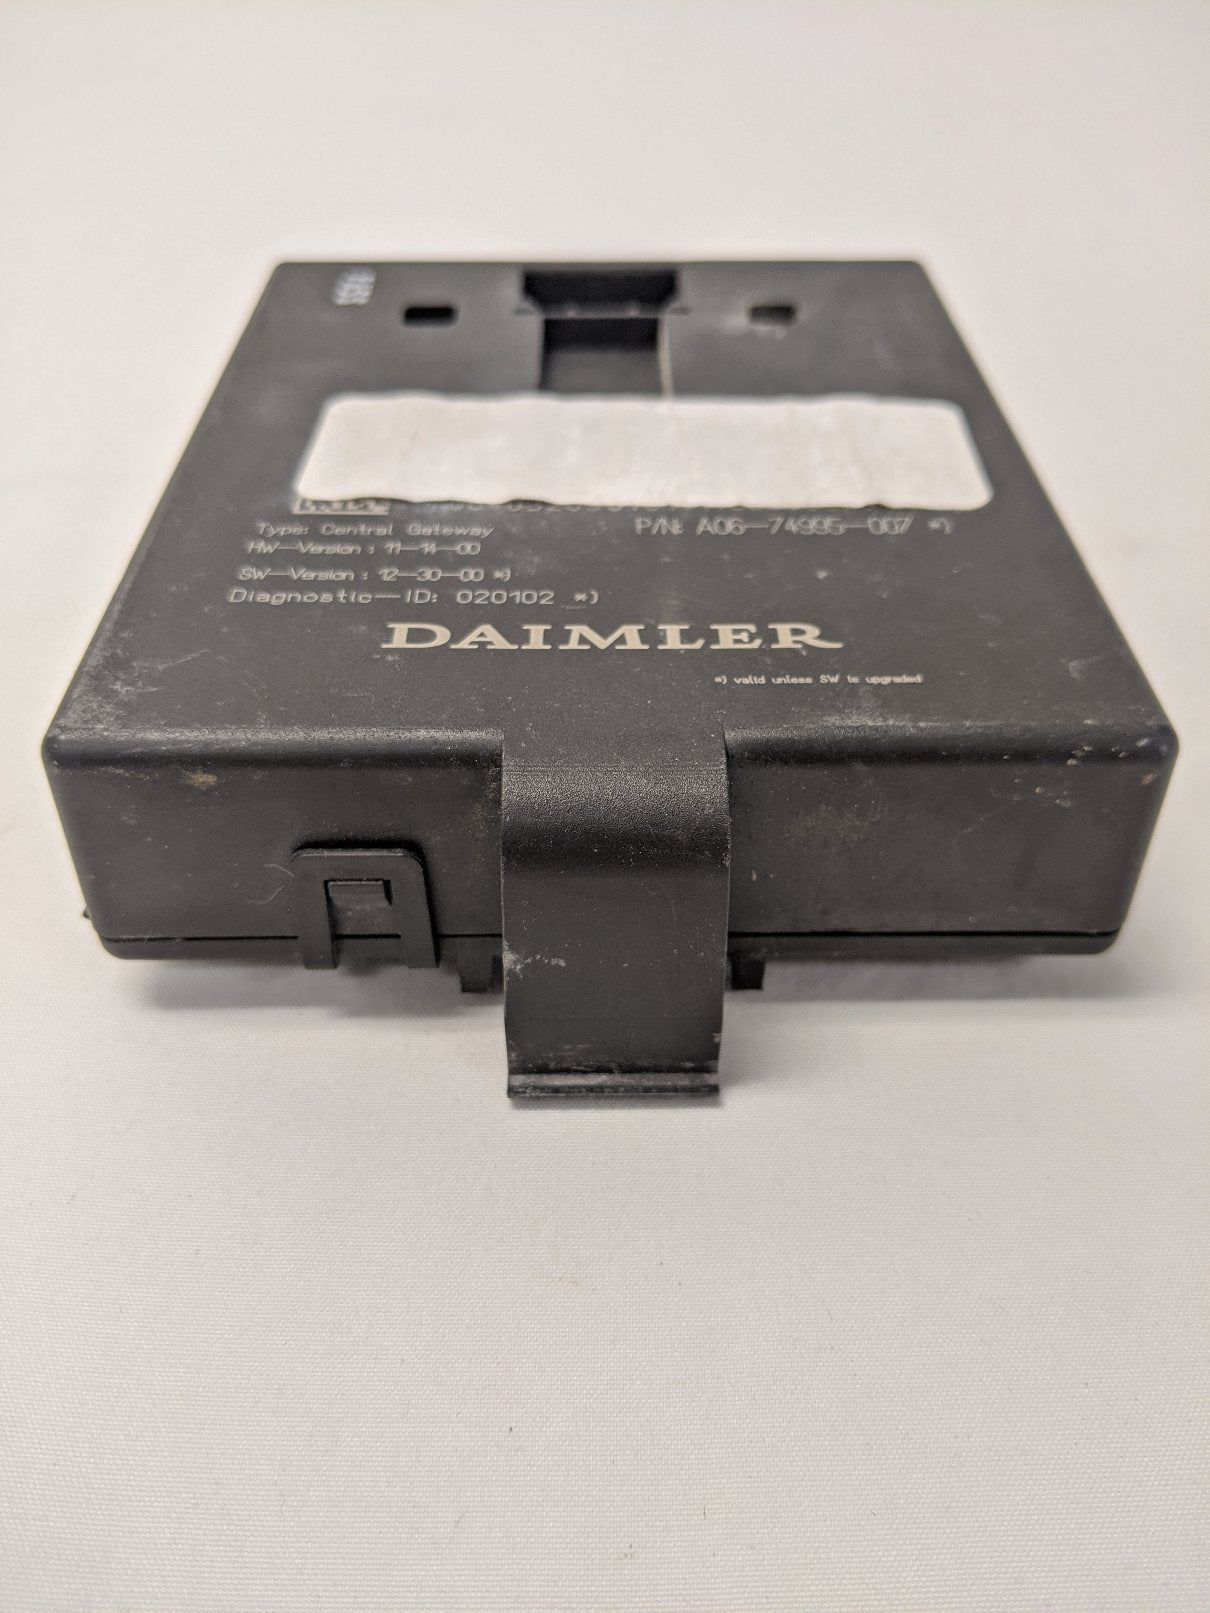 Type: Central Gateway
P/N: A06-74995-007 *)
HW-Version : 11-14-00
SW-Version : 12-30-00 *)
Diagnostic-ID: 020102 *)
DAIMLER
*) valid unless SW is upgraded